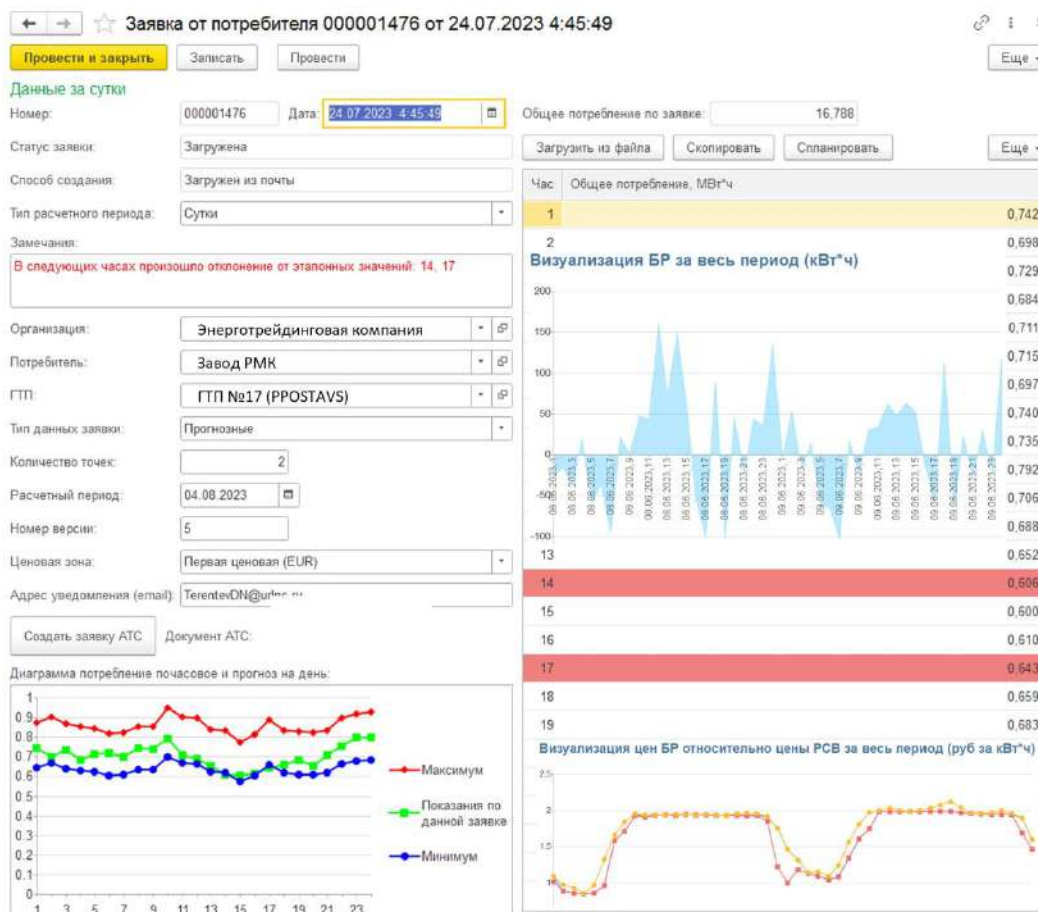 Заявка от потребителя 000001476 от 24.07.2023 4:45:49
Провести и закрыть Записать Провести Еще
Данные за сутки
Номер: 000001476 Дата: 24.07.2023 4:45:49
Статус заявки: Загружена
Способ создания: Загружен из почты
Тип расчетного периода: Сутки
Замечания:
В следующих часах произошло отклонение от эталонных значений: 14, 17
Организация: Энерготрейдинговая компания
Потребитель: Завод РМК
ГТП: ГТП №17 (PPOSTAVS)
Тип данных заявки: Прогнозные
Количество точек: 2
Расчетный период: 04.08.2023
Номер версии: 5
Ценовая зона: Первая ценовая (EUR)
Адрес уведомления (email):
Создать заявку АТС Документ АТС:
Диаграмма потребление почасовое и прогноз на день:
1
0.9
0.8
0.7
0.6
0.5
0.4
0.3
0.2
0.1
0
1 3 5 7 9 11 13 15 17 19 21 23
Максимум
Показания по
данной заявке
Минимум
Общее потребление по заявке: 16,788
Загрузить из файла Скопировать Спланировать Еще
Час Общее потребление, МВт*ч
1 0,742
2 0,698
Визуализация БР за весь период (кВт*ч)
0,729
0,684
0,711
0,715
0,697
0,740
0,735
0,792
0,706
0,688
200
150
100
50
0
-50
-100
13 0,652
14 0,606
15 0,600
16 0,610
17 0,643
18 0,659
19 0,683
Визуализация цен БР относительно цены РСВ за весь период (руб за кВт*ч)
2.5
2
1.5
1